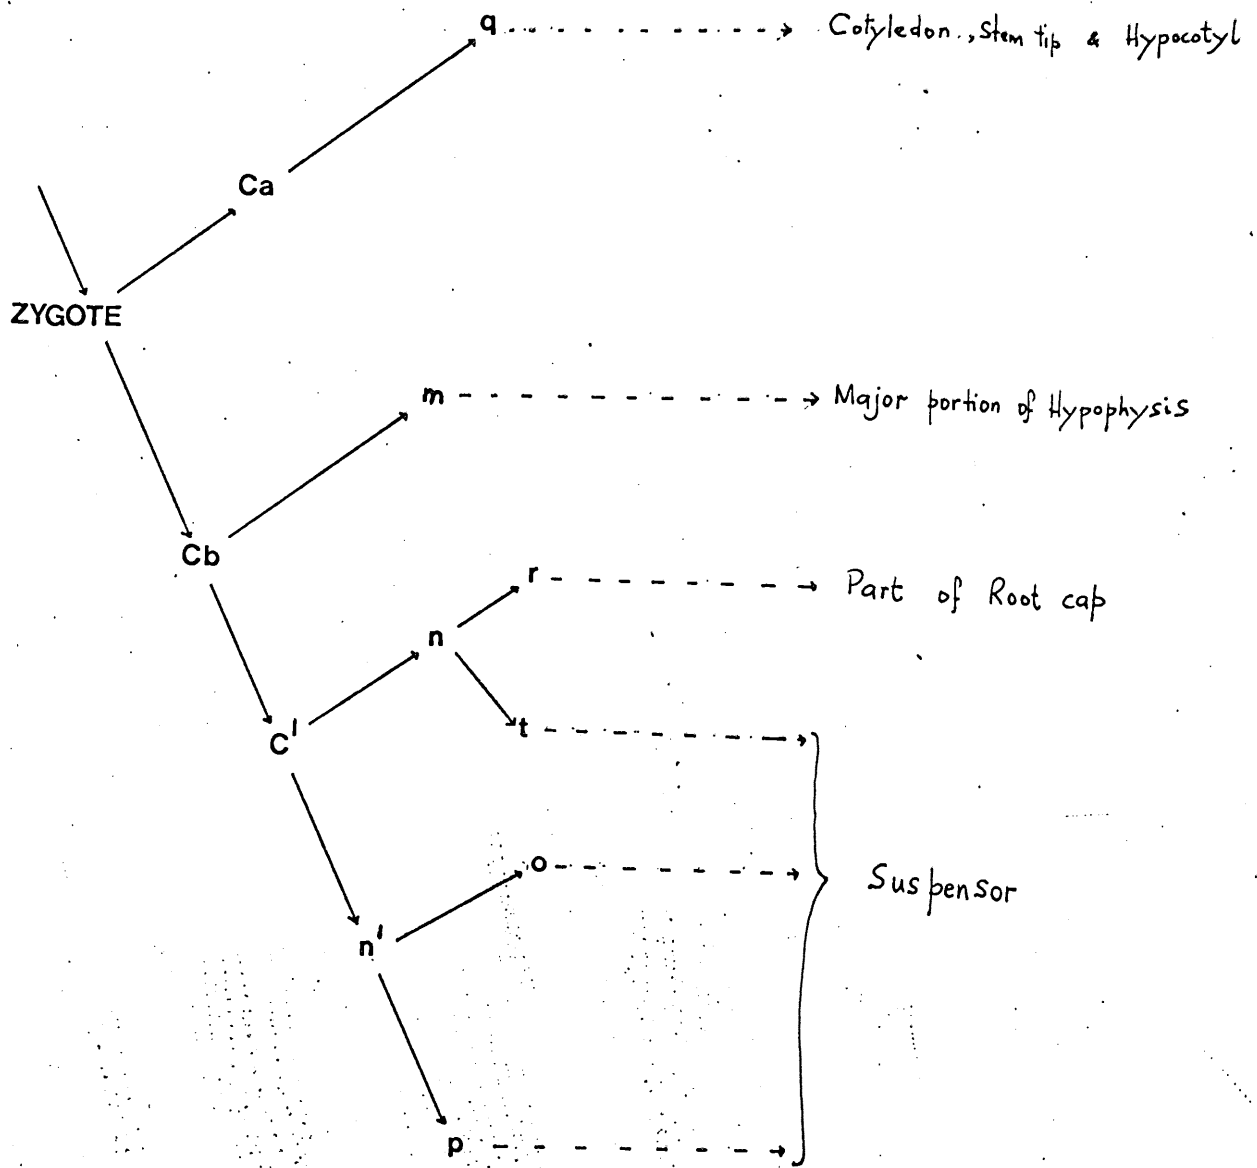 q Cotyledon., Stem tip & Hypocotyl
Ca
ZYGOTE
m Major portion of Hypophysis
Cb
r Part of Root cap
n
t
C'
o Suspensor
n'
p